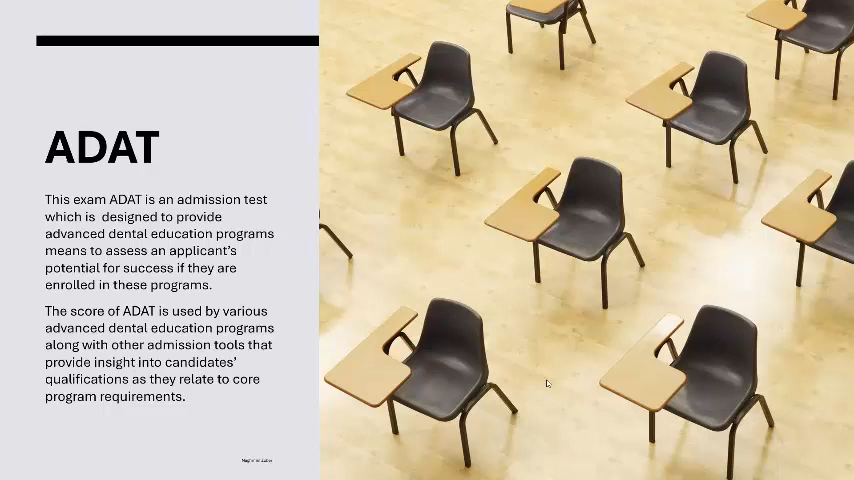 ADAT
This exam ADAT is an admission test
which is designed to provide
advanced dental education programs
means to assess an applicant's
potential for success if they are
enrolled in these programs.
The score of ADAT is used by various
advanced dental education programs
along with other admission tools that
provide insight into candidates'
qualifications as they relate to core
program requirements.